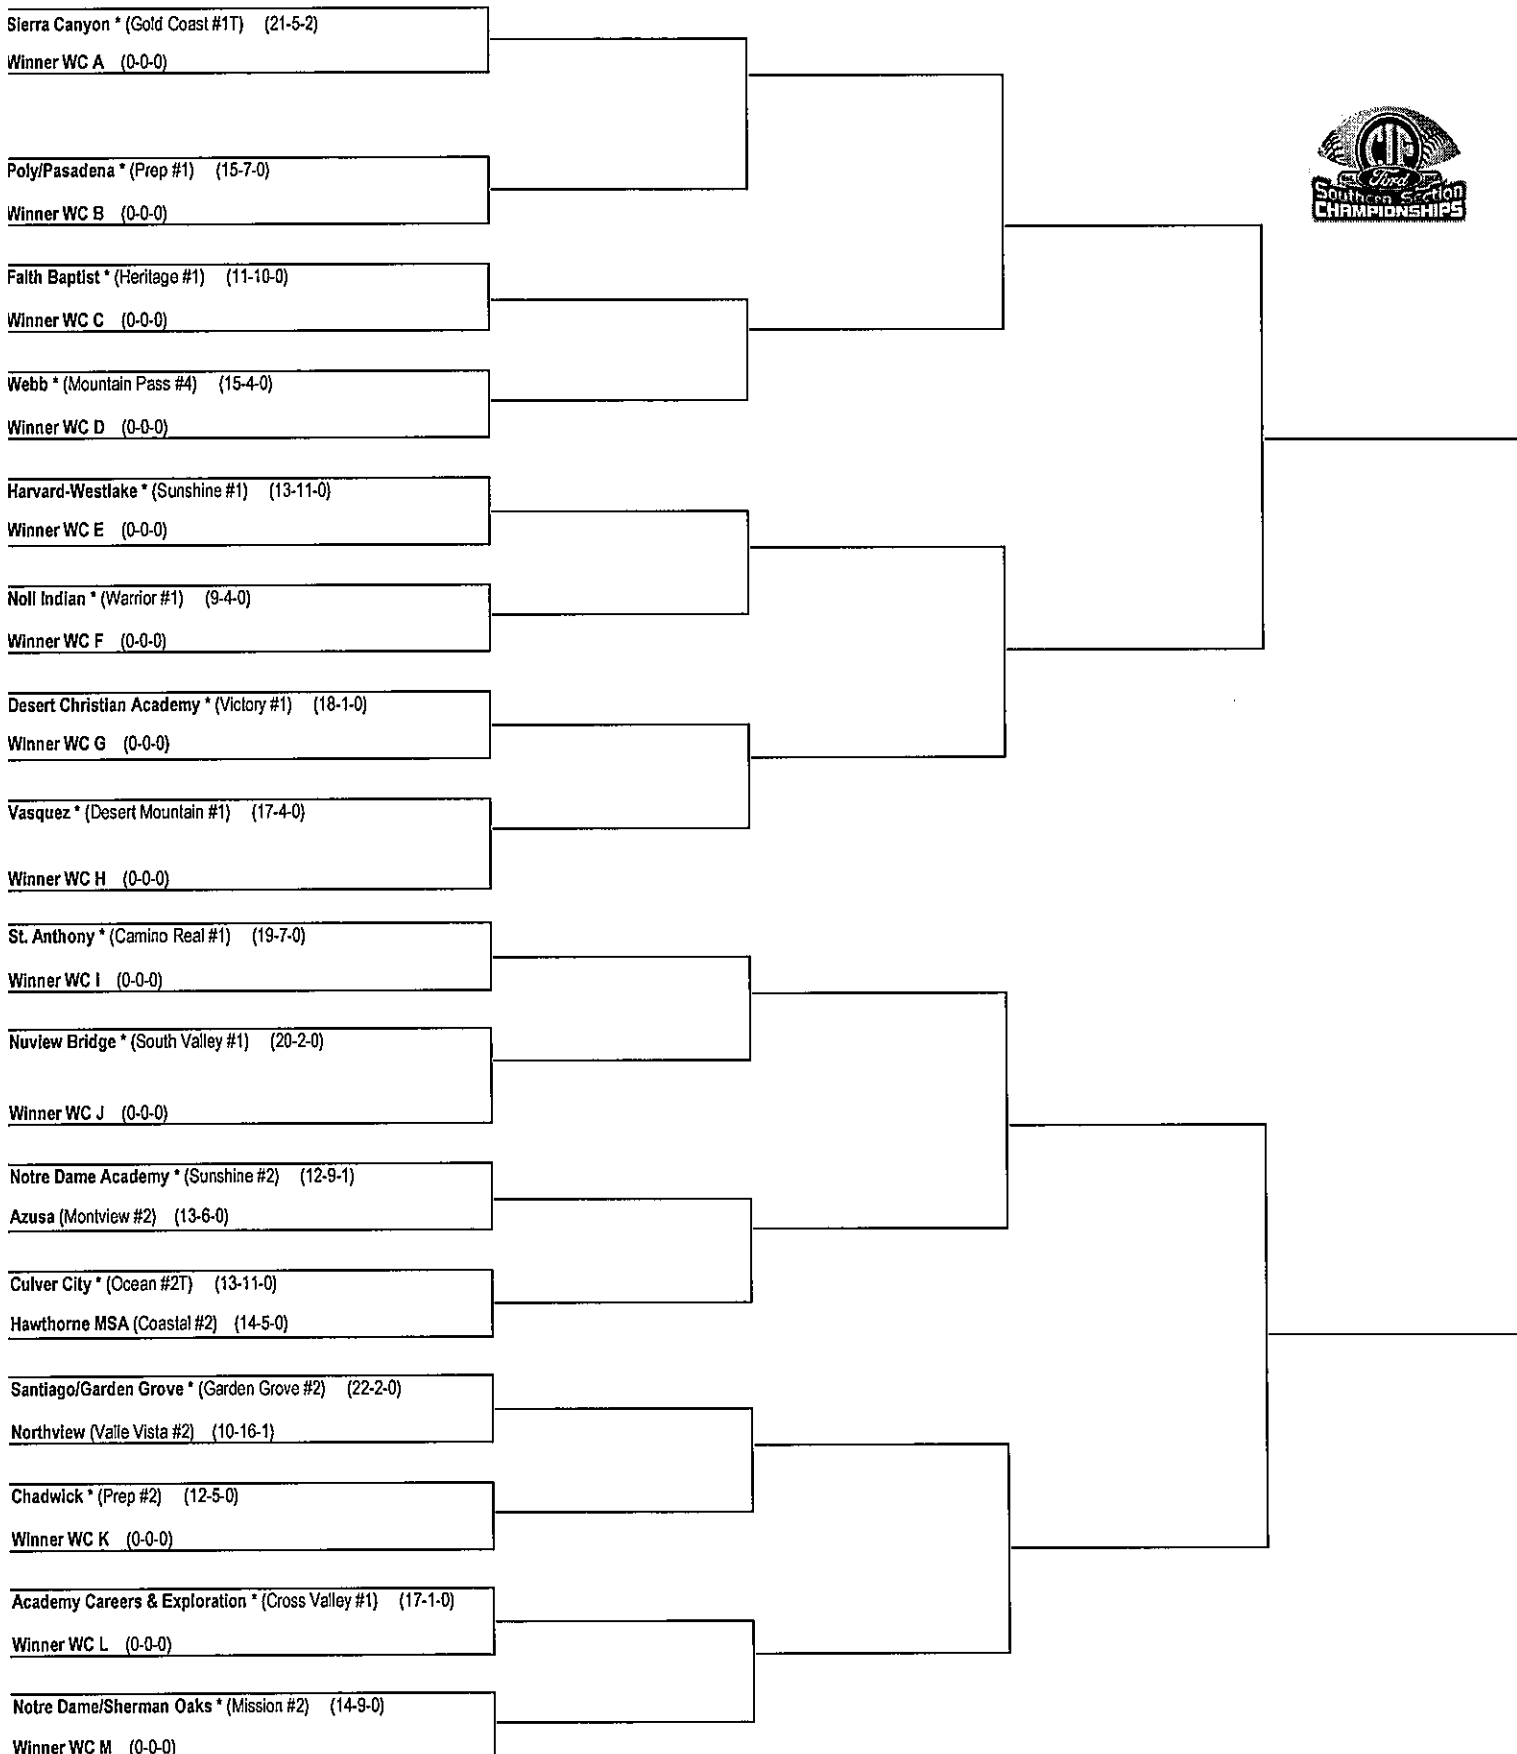 Sierra Canyon * (Gold Coast #1T) (21-5-2)
Winner WC A (0-0-0)
Poly/Pasadena * (Prep #1) (15-7-0)
Winner WC B (0-0-0)
Faith Baptist * (Heritage #1) (11-10-0)
Winner WC C (0-0-0)
Webb * (Mountain Pass #4) (15-4-0)
Winner WC D (0-0-0)
Harvard-Westlake * (Sunshine #1) (13-11-0)
Winner WC E (0-0-0)
Noli Indian * (Warrior #1) (9-4-0)
Winner WC F (0-0-0)
Desert Christian Academy * (Victory #1) (18-1-0)
Winner WC G (0-0-0)
Vasquez * (Desert Mountain #1) (17-4-0)
Winner WC H (0-0-0)
St. Anthony * (Camino Real #1) (19-7-0)
Winner WC I (0-0-0)
Nuview Bridge * (South Valley #1) (20-2-0)
Winner WC J (0-0-0)
Notre Dame Academy * (Sunshine #2) (12-9-1)
Azusa (Montview #2) (13-6-0)
Culver City * (Ocean #2T) (13-11-0)
Hawthorne MSA (Coastal #2) (14-5-0)
Santiago/Garden Grove * (Garden Grove #2) (22-2-0)
Northview (Valle Vista #2) (10-16-1)
Chadwick * (Prep #2) (12-5-0)
Winner WC K (0-0-0)
Academy Careers & Exploration * (Cross Valley #1) (17-1-0)
Winner WC L (0-0-0)
Notre Dame/Sherman Oaks * (Mission #2) (14-9-0)
Winner WC M (0-0-0)
CIF
Ford
Southern Section
CHAMPIONSHIPS